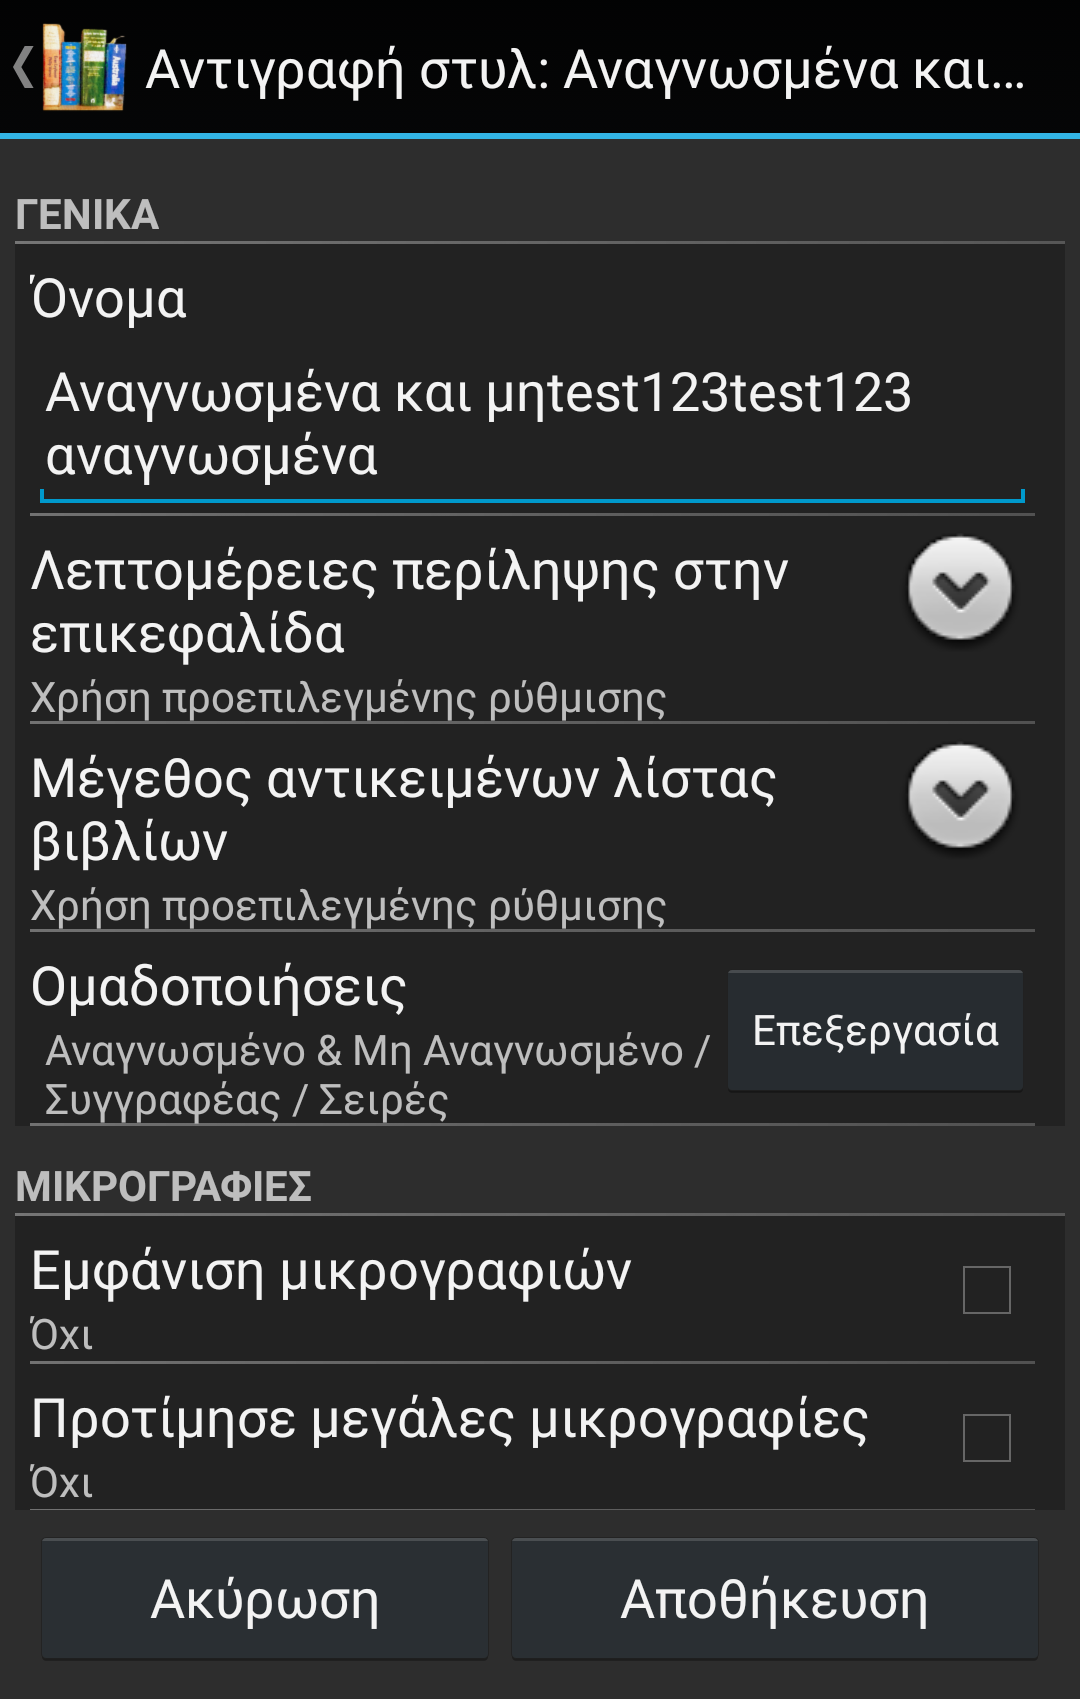 Αντιγραφή στυλ: Αναγνωσμένα και...
ΓΕΝΙΚΑ
Όνομα
Αναγνωσμένα και μηtest123test123
αναγνωσμένα
Λεπτομέρειες περίληψης στην
επικεφαλίδα
Χρήση προεπιλεγμένης ρύθμισης
Μέγεθος αντικειμένων λίστας
βιβλίων
Χρήση προεπιλεγμένης ρύθμισης
Ομαδοποιήσεις
Αναγνωσμένο & Μη Αναγνωσμένο /
Συγγραφέας / Σειρές
Επεξεργασία
ΜΙΚΡΟΓΡΑΦΙΕΣ
Εμφάνιση μικρογραφιών
Όχι
Προτίμησε μεγάλες μικρογραφίες
Όχι
Ακύρωση
Αποθήκευση